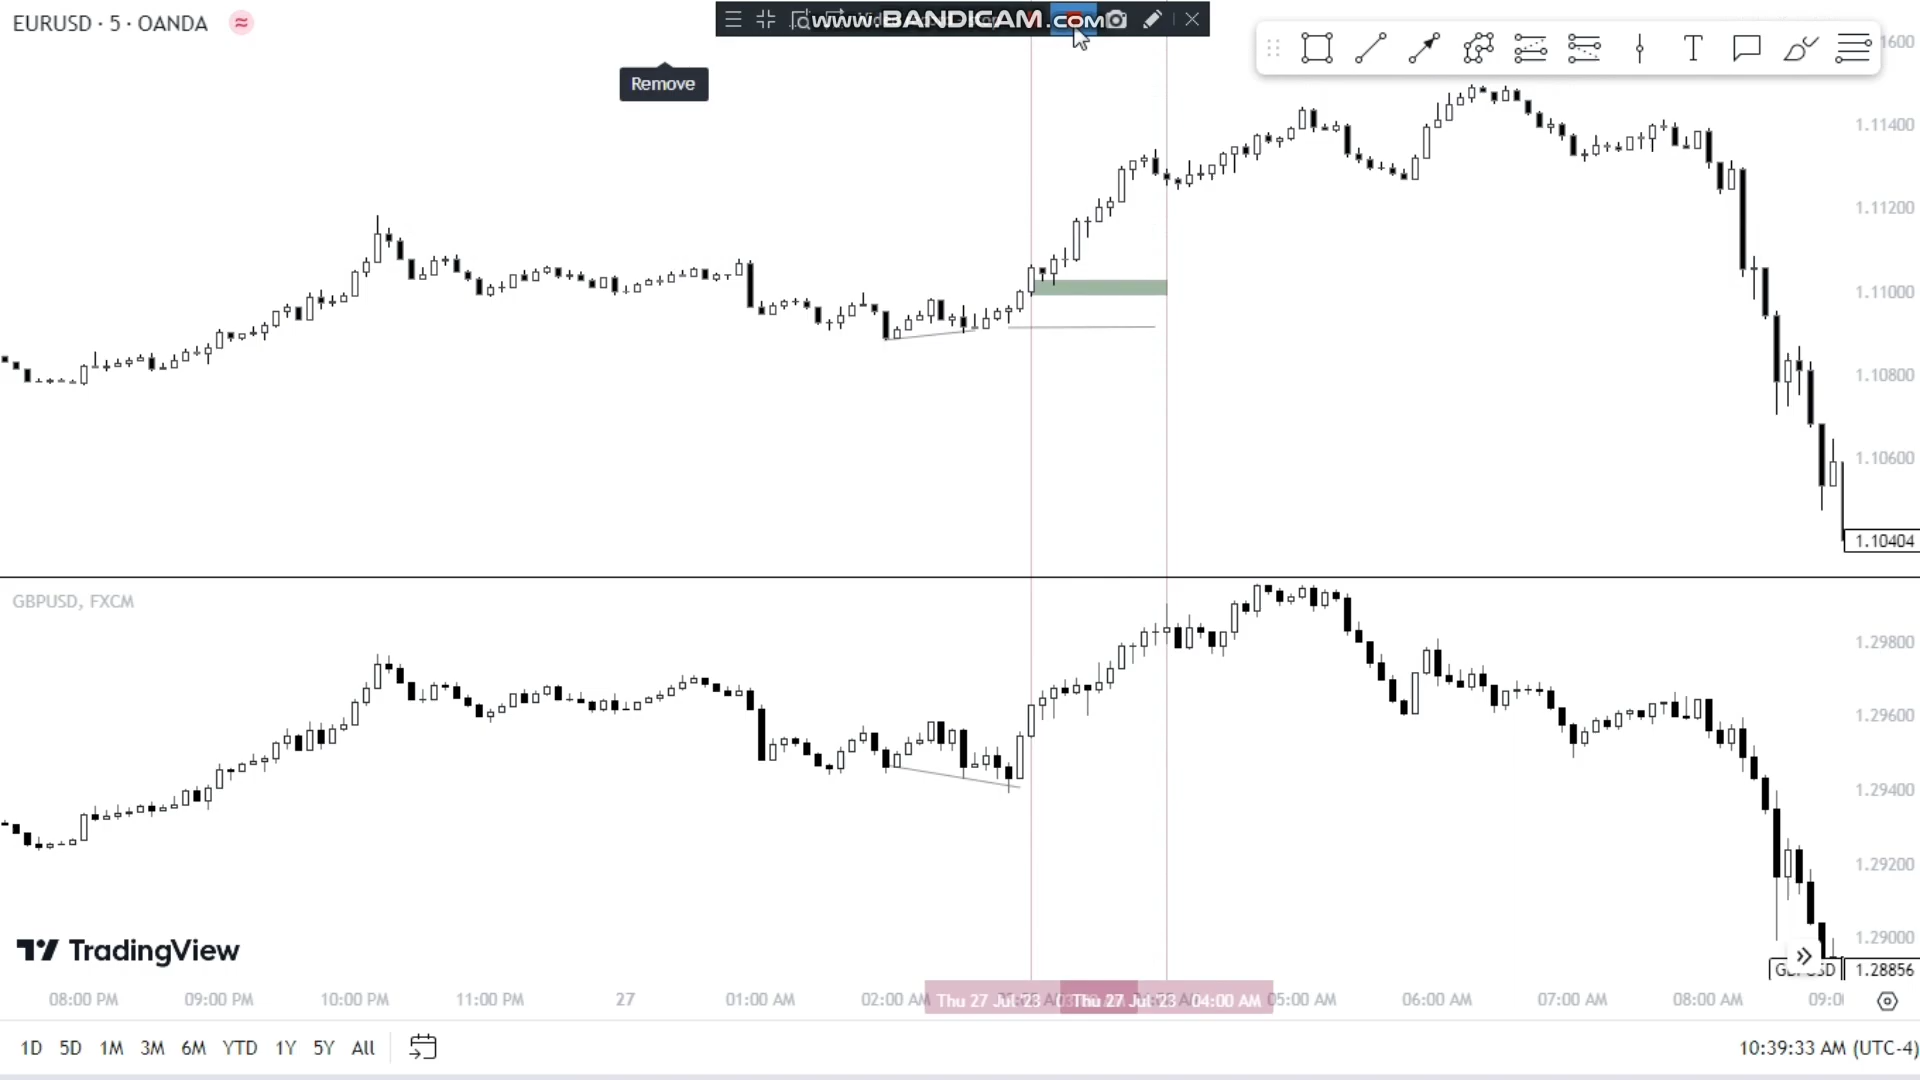 EURUSD · 5 · OANDA
≈
www.BANDICAM.com
Remove
1600
1.11400
1.11200
1.11000
1.10800
1.10600
1.10404
GBPUSD, FXCM
1.29800
1.29600
1.29400
1.29200
1.29000
1.28856
TradingView
08:00 PM 09:00 PM 10:00 PM 11:00 PM 27 01:00 AM 02:00 AM Thu 27 Jul '23 Thu 27 Jul '23 04:00 AM 05:00 AM 06:00 AM 07:00 AM 08:00 AM 09:0
1D 5D 1M 3M 6M YTD 1Y 5Y All
10:39:33 AM (UTC-4)